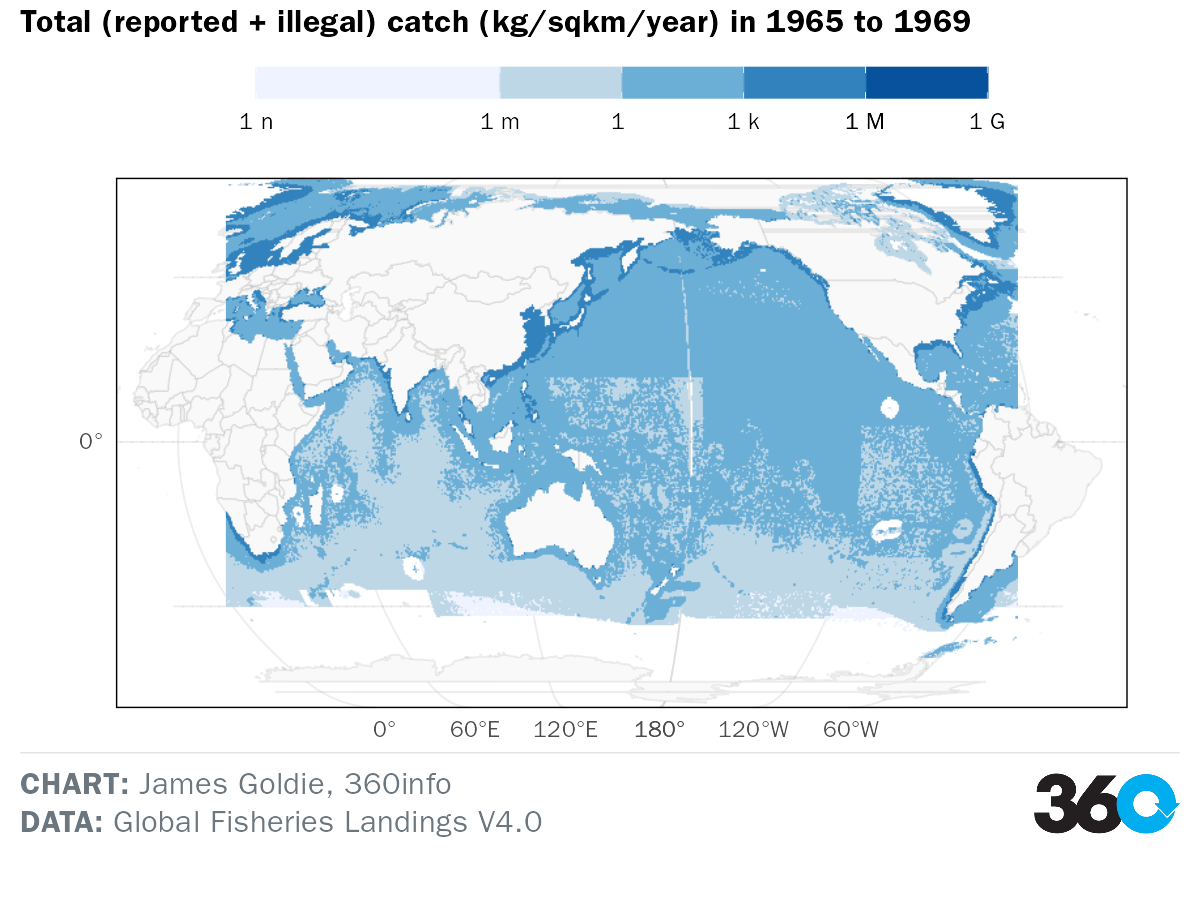 Total (reported + illegal) catch (kg/sqkm/year) in 1965 to 1969
1 n 1 m 1 1 k 1 M 1 G
0°
0° 60°E 120°E 180° 120°W 60°W
CHART: James Goldie, 360info
DATA: Global Fisheries Landings V4.0
360